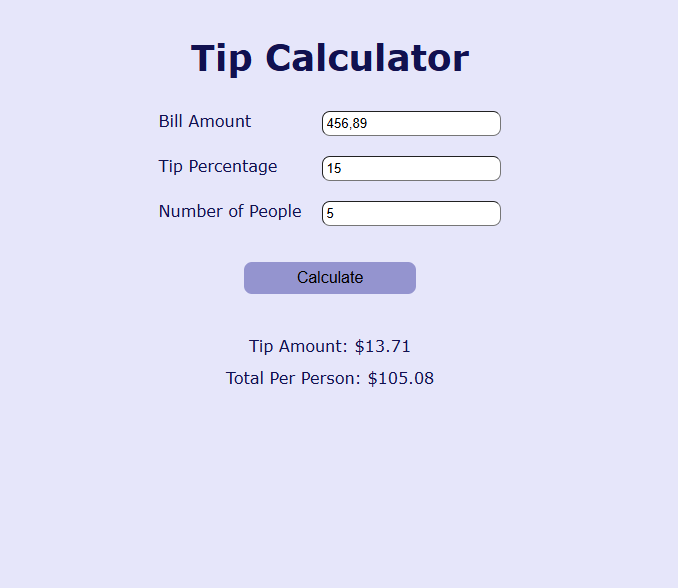 Tip Calculator
Bill Amount 456,89
Tip Percentage 15
Number of People 5
Calculate
Tip Amount: $13.71
Total Per Person: $105.08